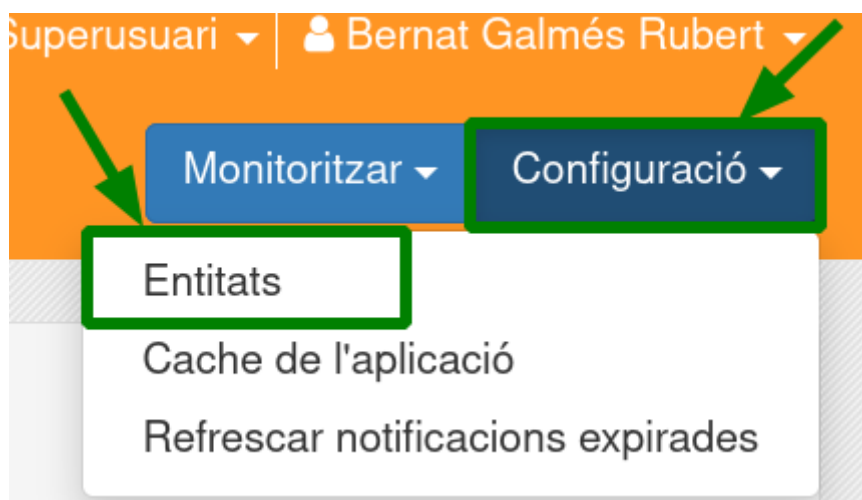 Superusuari Bernat Galmés Rubert
Monitoritzar Configuració
Entitats
Cache de l'aplicació
Refrescar notificacions expirades